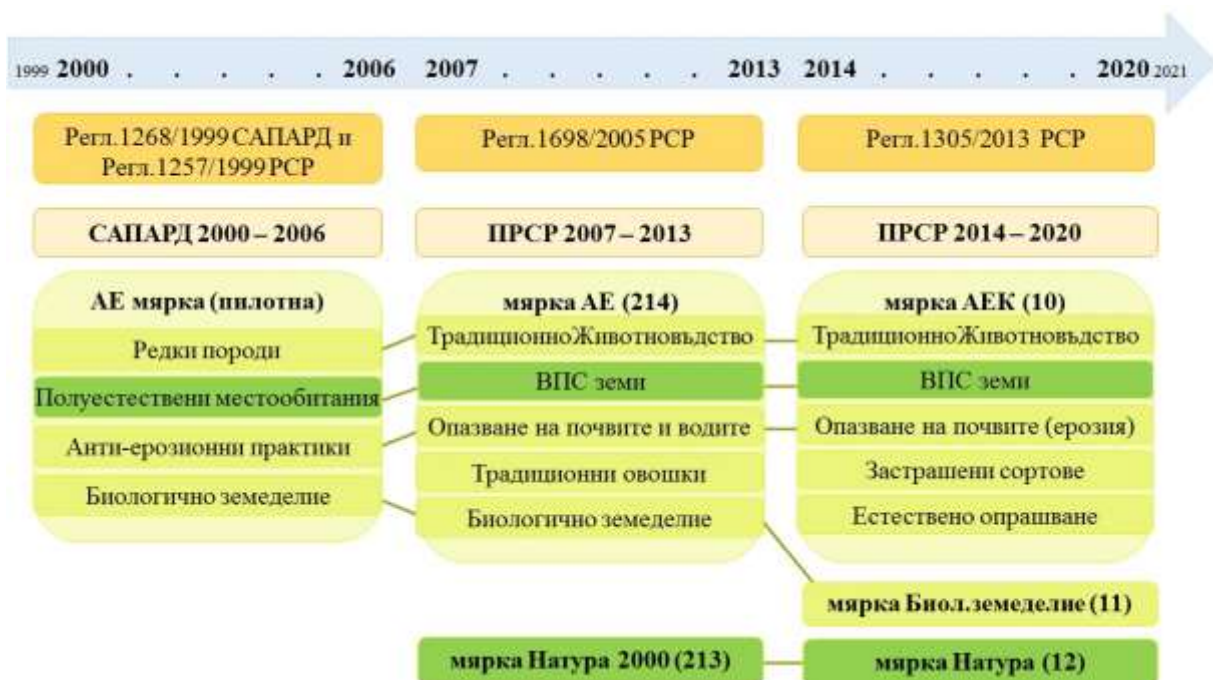 1999 2000 . . . . . 2006 2007 . . . . . 2013 2014 . . . . . 2020 2021
Регл.1268/1999 САПАРД и
Регл.1257/1999 РСР
Регл.1698/2005 РСР
Регл.1305/2013 РСР
САПАРД 2000 – 2006
ПРСР 2007 – 2013
ПРСР 2014 – 2020
АЕ мярка (пилотна)
Редки породи
Полуестествени местообитания
Анти-ерозионни практики
Биологично земеделие
мярка АЕ (214)
ТрадиционноЖивотновъдство
ВПС земи
Опазване на почвите и водите
Традиционни овошки
Биологично земеделие
мярка АЕК (10)
ТрадиционноЖивотновъдство
ВПС земи
Опазване на почвите (ерозия)
Застрашени сортове
Естествено опрашване
мярка Биол.земеделие (11)
мярка Натура 2000 (213)
мярка Натура (12)